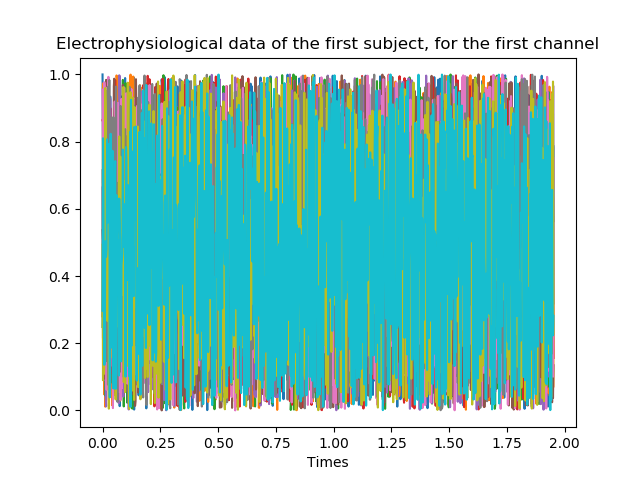 Electrophysiological data of the first subject, for the first channel
1.0
0.8
0.6
0.4
0.2
0.0
0.00 0.25 0.50 0.75 1.00 1.25 1.50 1.75 2.00
Times